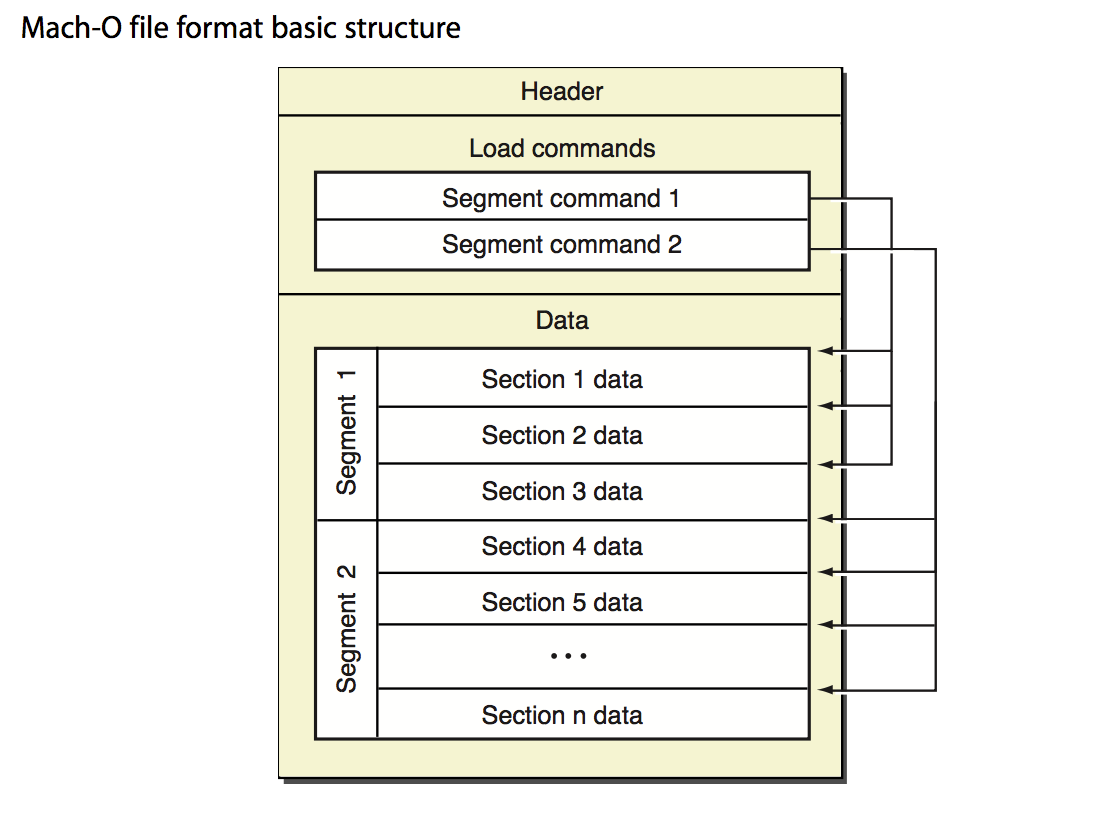 Mach-O file format basic structure
Header
Load commands
Segment command 1
Segment command 2
Data
Segment 1
Section 1 data
Section 2 data
Section 3 data
Segment 2
Section 4 data
Section 5 data
...
Section n data